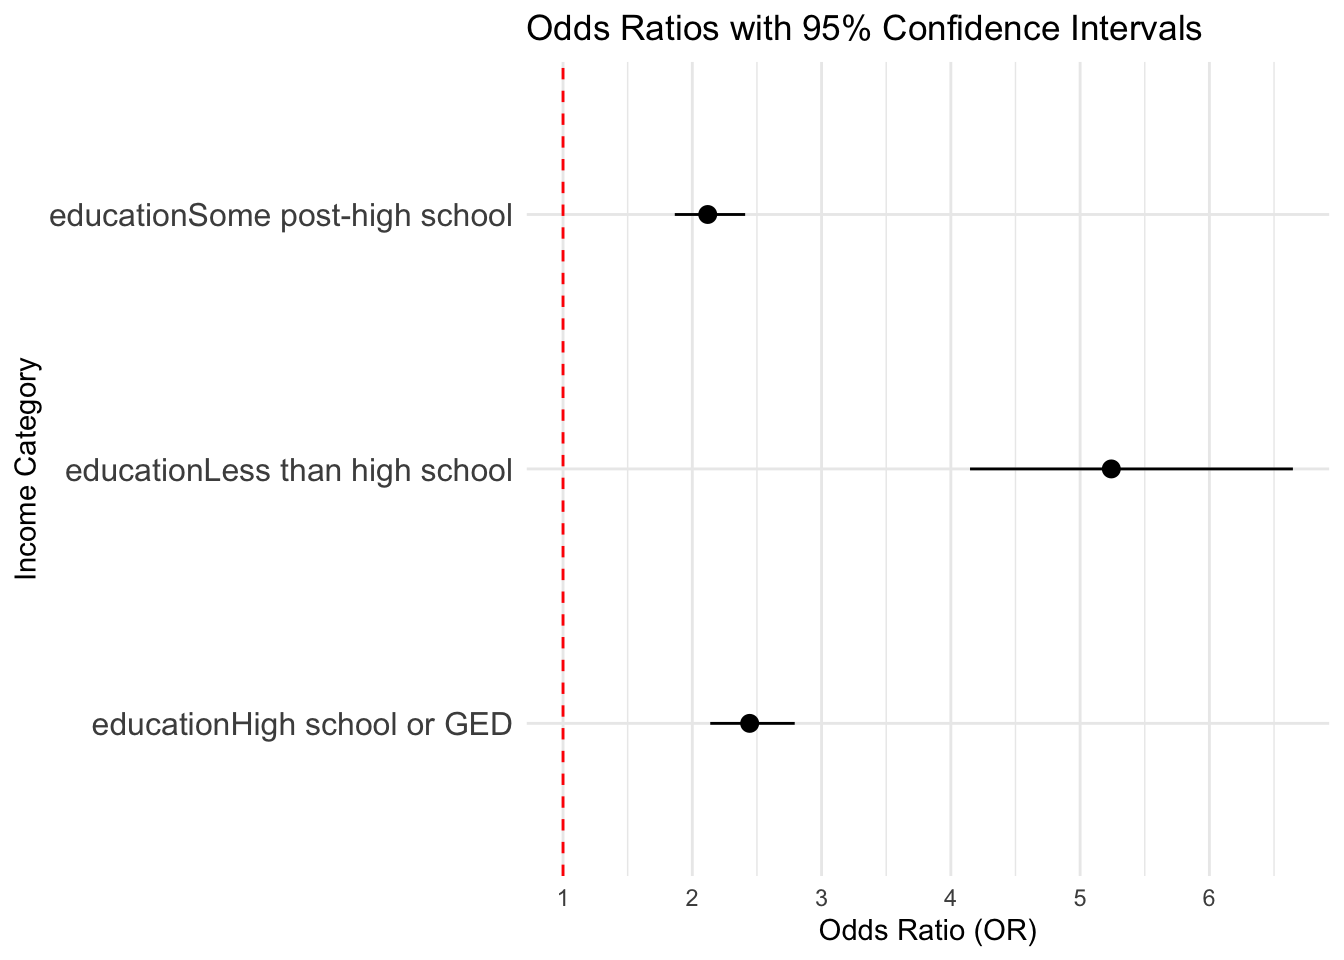 Odds Ratios with 95% Confidence Intervals
educationSome post-high school
educationLess than high school
educationHigh school or GED
Income Category
1 2 3 4 5 6
Odds Ratio (OR)